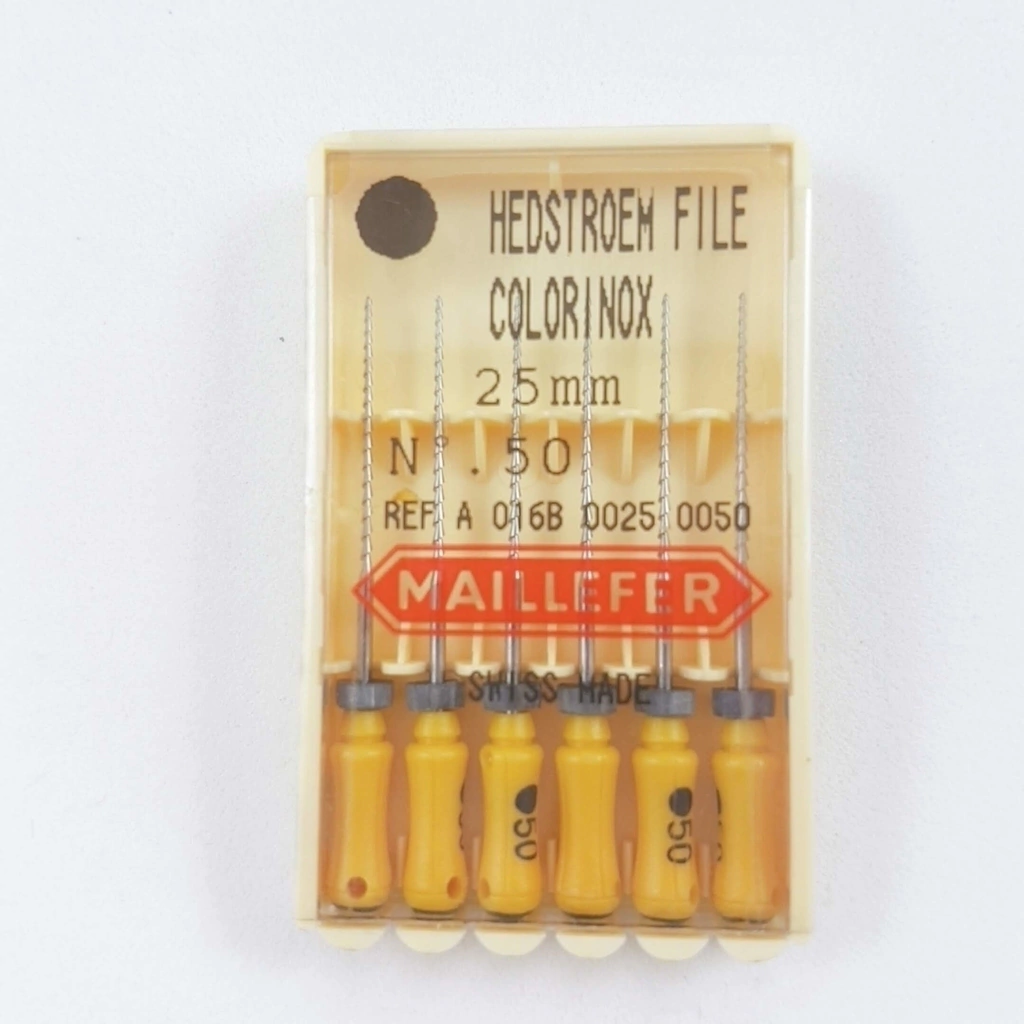 HEDSTROEM FILE
COLORINOX
25mm
N°.50
REF. A 016B 0025 0050
MAILLEFER
SWISS MADE
50
50